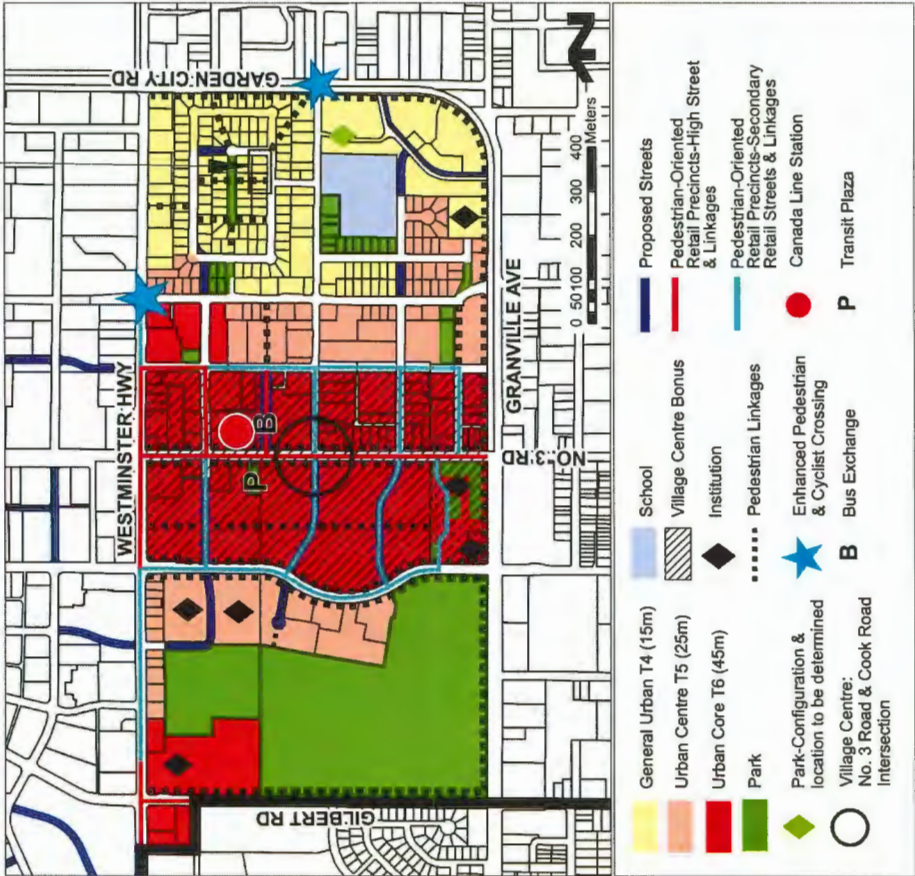 WESTMINSTER HWY
GARDEN CITY RD
GRANVILLE AVE
NO. 3 RD
GILBERT RD
B
P
N
0 50 100 200 300 400
Meters
General Urban T4 (15m)
Urban Centre T5 (25m)
Urban Core T6 (45m)
Park
Park-Configuration &
location to be determined
Village Centre:
No. 3 Road & Cook Road
Intersection
School
Village Centre Bonus
Institution
Pedestrian Linkages
Enhanced Pedestrian
& Cyclist Crossing
B Bus Exchange
Proposed Streets
Pedestrian-Oriented
Retail Precincts-High Street
& Linkages
Pedestrian-Oriented
Retail Precincts-Secondary
Retail Streets & Linkages
Canada Line Station
P Transit Plaza